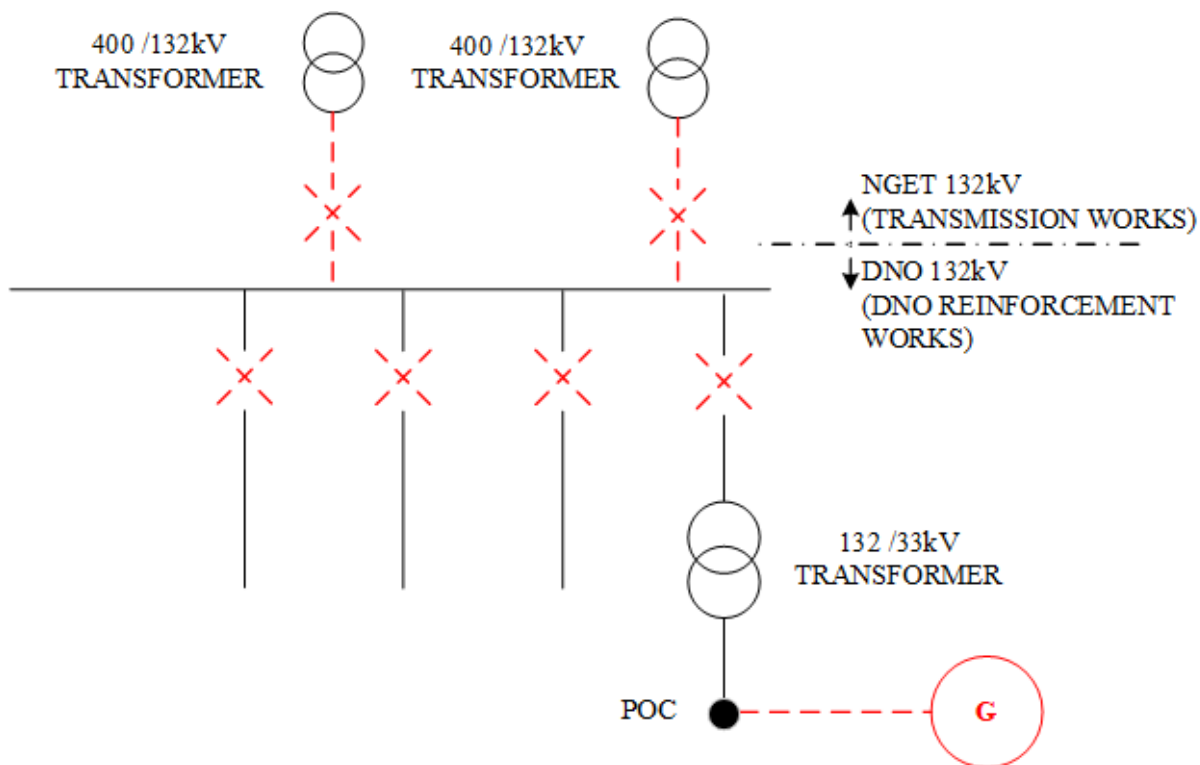 400 /132kV
TRANSFORMER
400 /132kV
TRANSFORMER
NGET 132kV
(TRANSMISSION WORKS)
DNO 132kV
(DNO REINFORCEMENT
WORKS)
132 /33kV
TRANSFORMER
POC
G